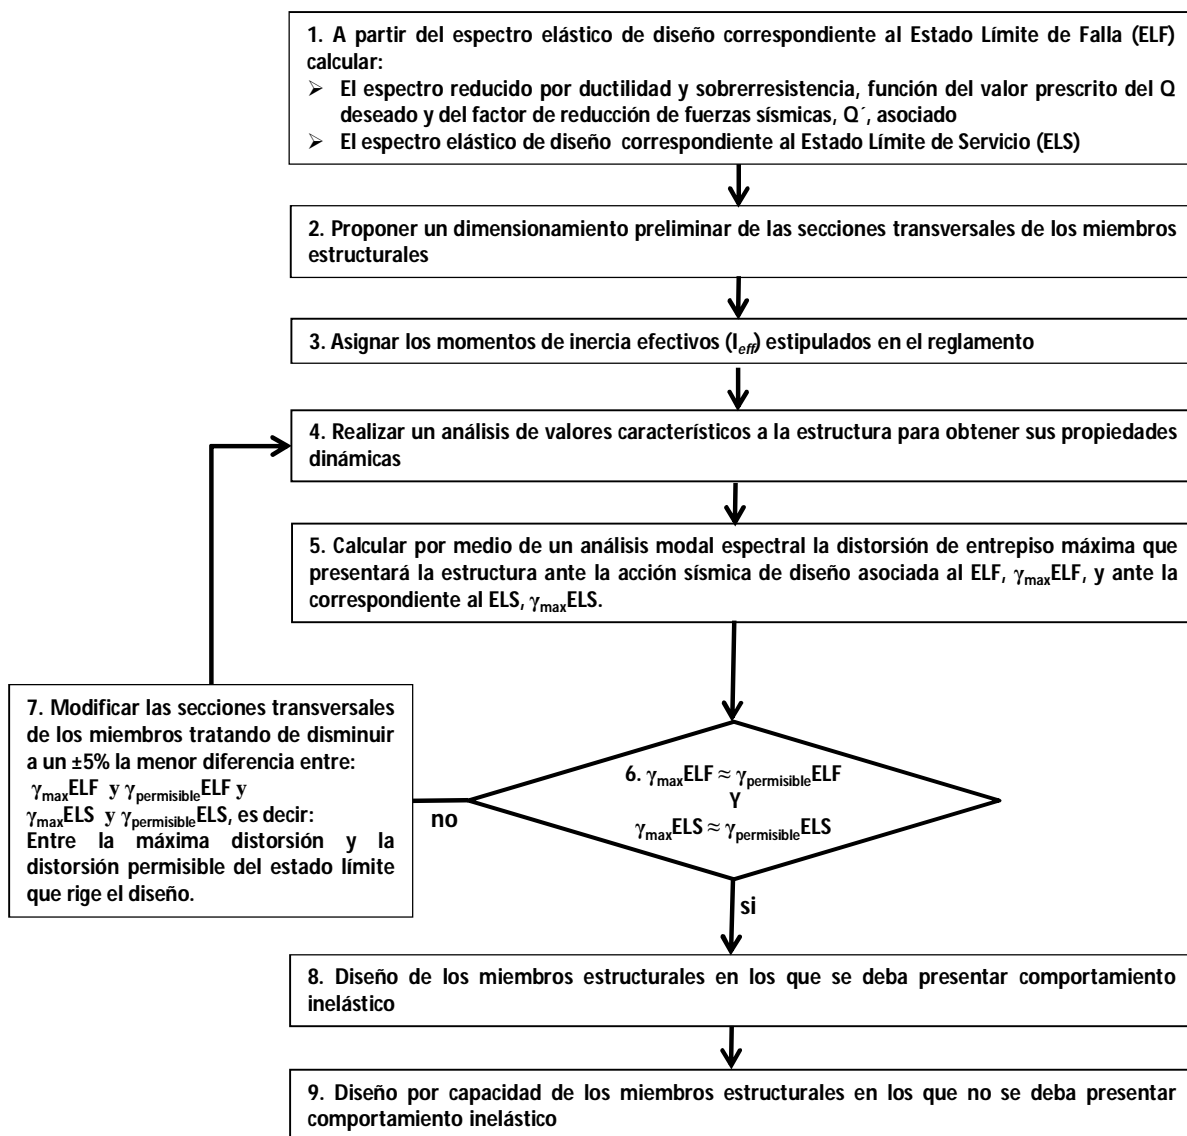 1. A partir del espectro elástico de diseño correspondiente al Estado Límite de Falla (ELF)
calcular:
➢ El espectro reducido por ductilidad y sobrerresistencia, función del valor prescrito del Q
deseado y del factor de reducción de fuerzas sísmicas, Q´, asociado
➢ El espectro elástico de diseño correspondiente al Estado Límite de Servicio (ELS)
2. Proponer un dimensionamiento preliminar de las secciones transversales de los miembros
estructurales
3. Asignar los momentos de inercia efectivos (Ieff) estipulados en el reglamento
4. Realizar un análisis de valores característicos a la estructura para obtener sus propiedades
dinámicas
5. Calcular por medio de un análisis modal espectral la distorsión de entrepiso máxima que
presentará la estructura ante la acción sísmica de diseño asociada al ELF, γmaxELF, y ante la
correspondiente al ELS, γmaxELS.
6. γmaxELF ≈ γpermisibleELF
Y
γmaxELS ≈ γpermisibleELS
no
7. Modificar las secciones transversales
de los miembros tratando de disminuir
a un ±5% la menor diferencia entre:
γmaxELF y γpermisibleELF y
γmaxELS y γpermisibleELS, es decir:
Entre la máxima distorsión y la
distorsión permisible del estado límite
que rige el diseño.
si
8. Diseño de los miembros estructurales en los que se deba presentar comportamiento
inelástico
9. Diseño por capacidad de los miembros estructurales en los que no se deba presentar
comportamiento inelástico